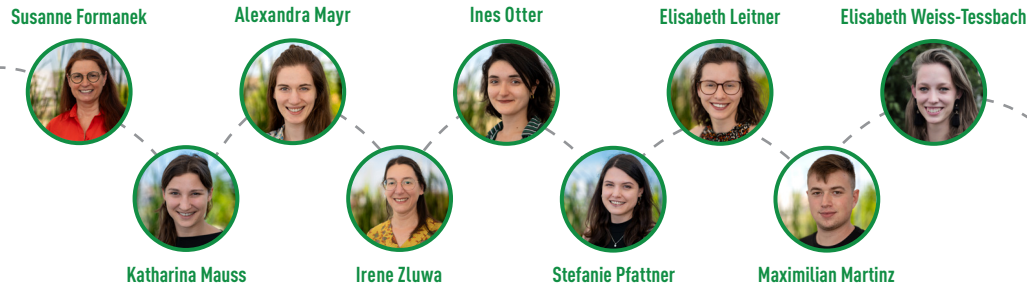 Susanne Formanek
Alexandra Mayr
Ines Otter
Elisabeth Leitner
Elisabeth Weiss-Tessbach
Katharina Mauss
Irene Zluwa
Stefanie Pfattner
Maximilian Martinz